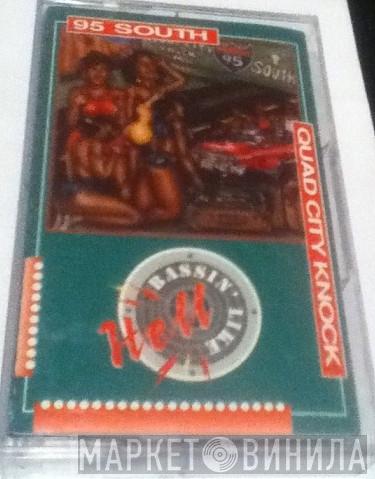 95 SOUTH
95
SOUTH
QUAD CITY KNOCK
BASSIN' LIKE
Hell
МАРКЕТ ВИНИЛА